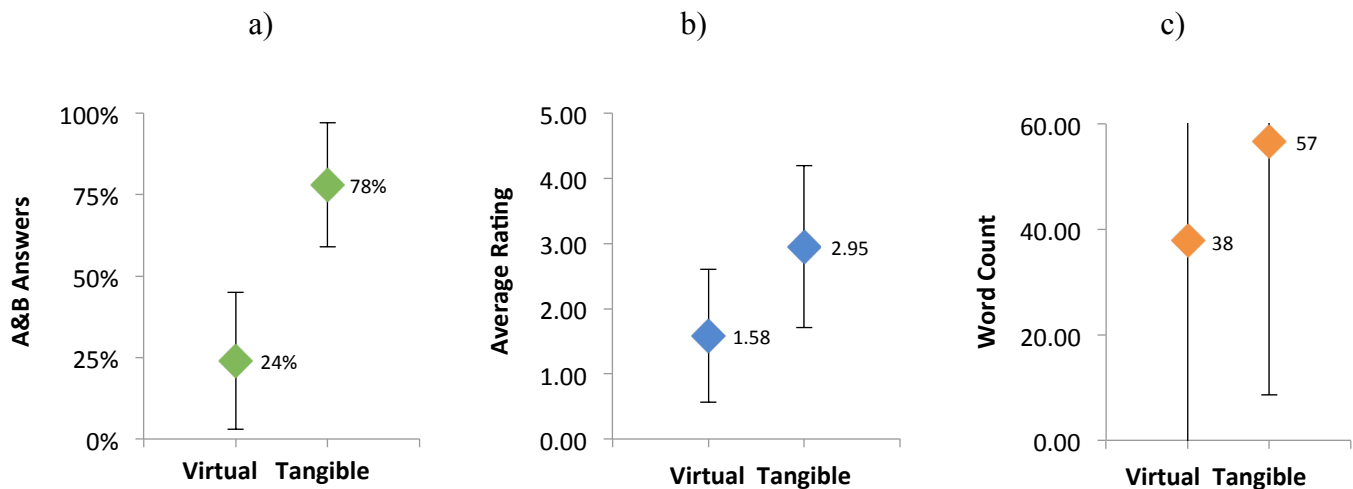 a)
b)
c)
A&B Answers
100%
75%
50%
25%
0%
78%
24%
Virtual Tangible
Average Rating
5.00
4.00
3.00
2.00
1.00
0.00
2.95
1.58
Virtual Tangible
Word Count
60.00
40.00
20.00
0.00
57
38
Virtual Tangible